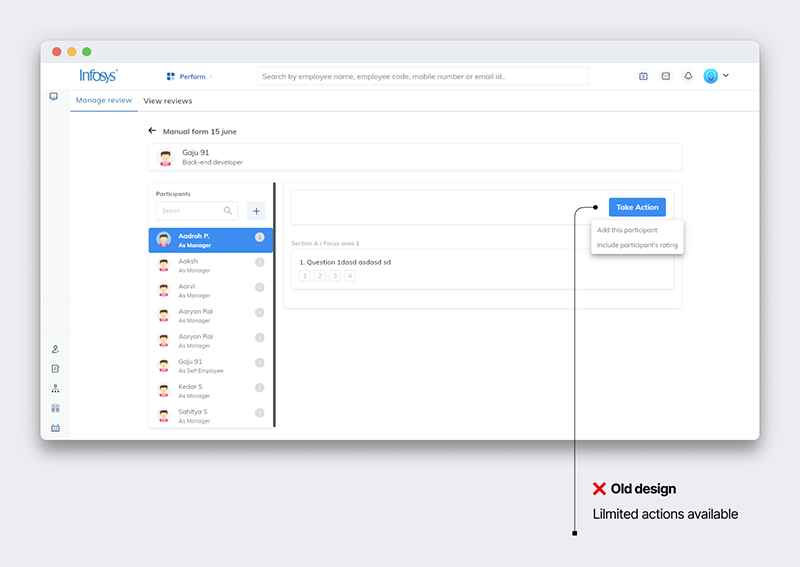 Infosys
Perform
Search by employee name, employee code, mobile number or email id..
Manage review
View reviews
Manual form 15 june
Goju 91
Back-end developer
Participants
Search
+
Take Action
Add this participant
Include participant's rating
Aadrah P.
As Manager
Aaksh
As Manager
Aarvi
As Manager
Aaryan Rai
As Manager
Aaryan Rai
As Manager
Goju 91
As Self Employee
Kedar S
As Manager
Sahitya S
As Manager
Section A / Focus area 1
1. Question 1dasd asdasd sd
1 2 3 4
Old design
Lilmited actions available